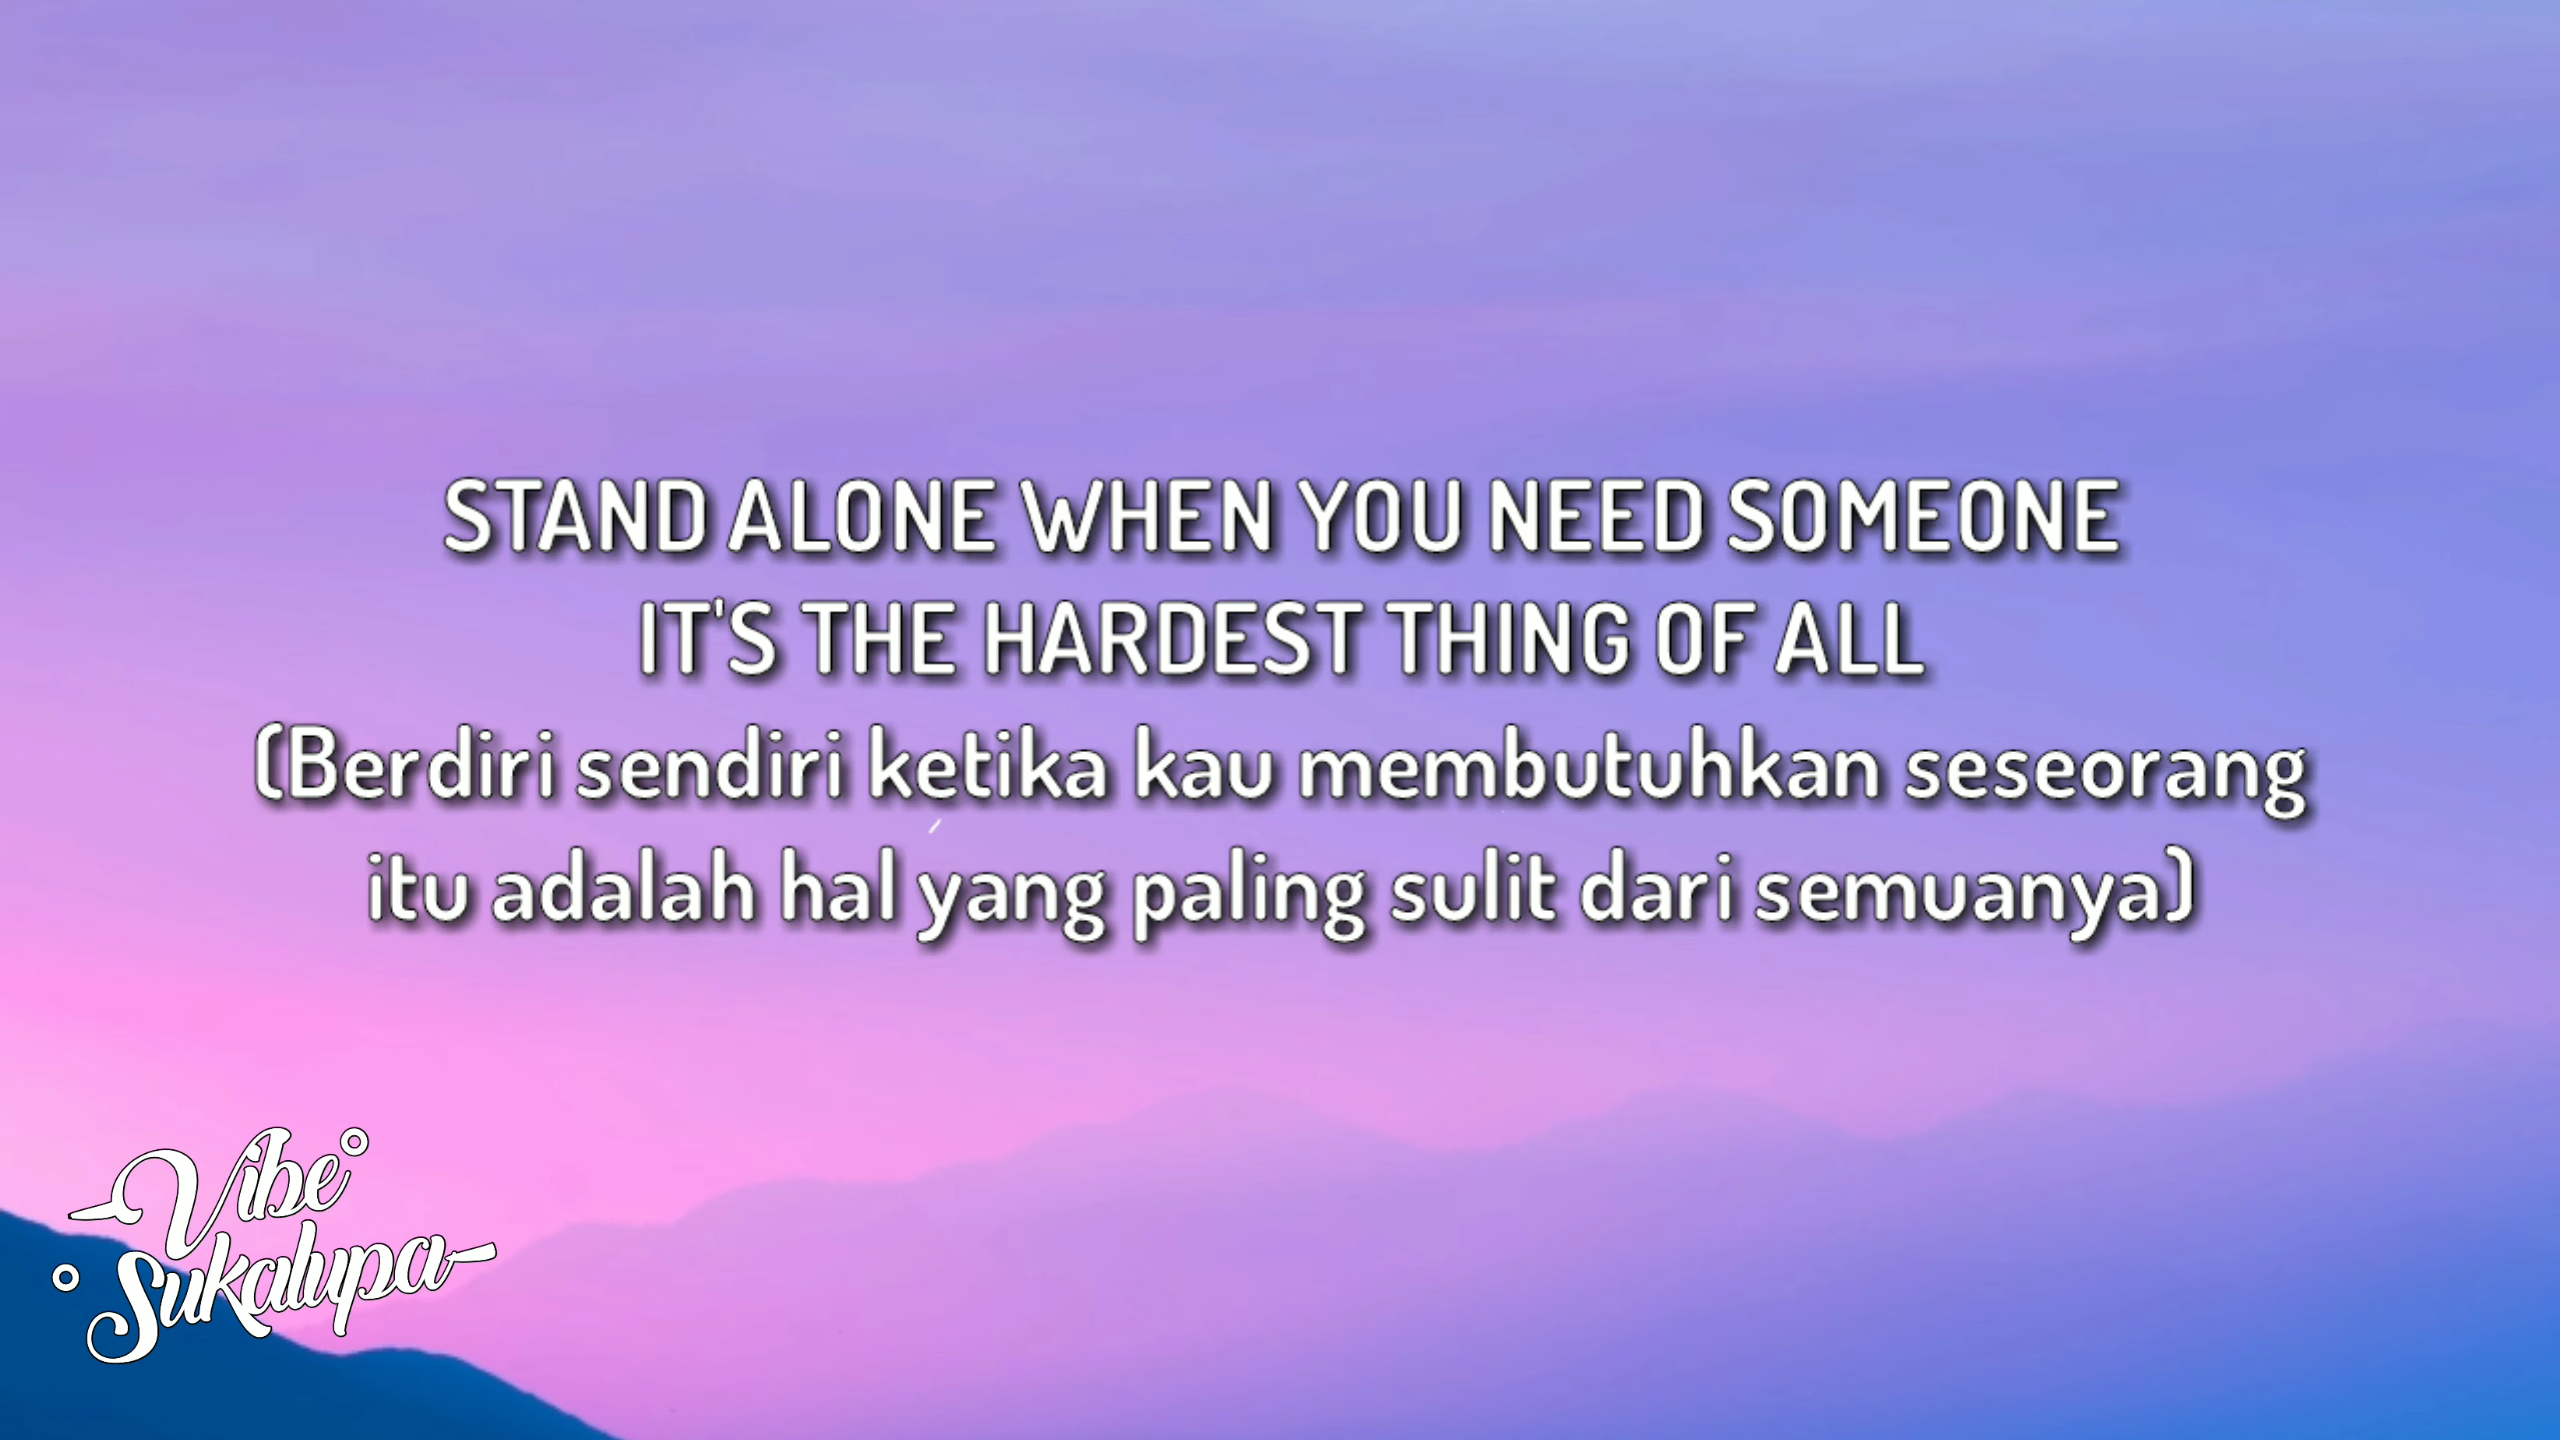 STAND ALONE WHEN YOU NEED SOMEONE
IT'S THE HARDEST THING OF ALL
(Berdiri sendiri ketika kau membutuhkan seseorang
itu adalah hal yang paling sulit dari semuanya)
Vibe
Sukalupa